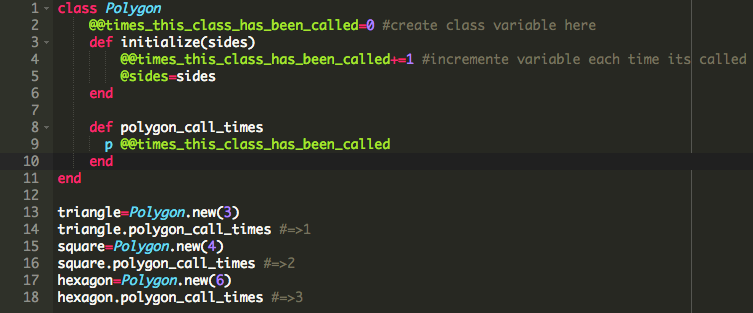 1 class Polygon
2 @@times_this_class_has_been_called=0 #create class variable here
3 def initialize(sides)
4 @@times_this_class_has_been_called+=1 #incremente variable each time its called
5 @sides=sides
6 end
7
8 def polygon_call_times
9 p @@times_this_class_has_been_called
10 end
11 end
12
13 triangle=Polygon.new(3)
14 triangle.polygon_call_times #=>1
15 square=Polygon.new(4)
16 square.polygon_call_times #=>2
17 hexagon=Polygon.new(6)
18 hexagon.polygon_call_times #=>3